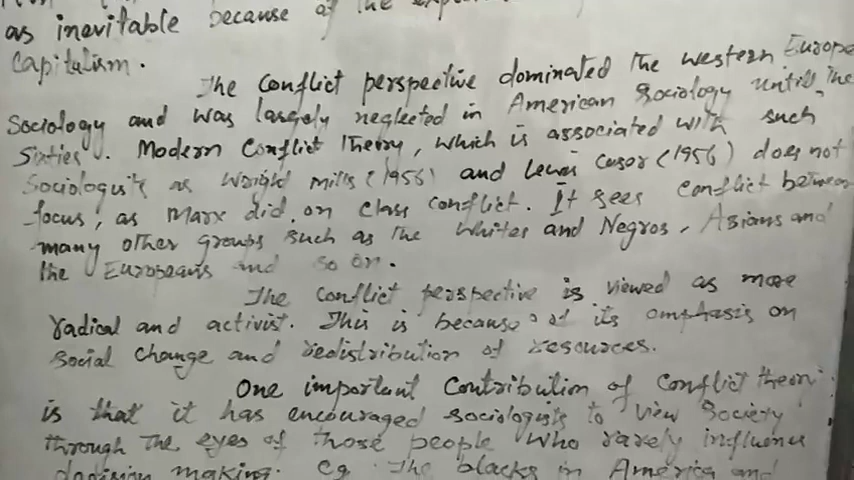 as inevitable because of the
Capitalism.
The Conflict perspective dominated the western Europe
Sociology and was largely neglected in American Sociology untill the
Sixties. Modern Conflict Theory, which is associated with such
Sociologists as Wright Mills (1956) and Lewis Cosor (1956) does not
focus, as Marx did, on class conflict. It sees conflict between
many other groups such as the Whites and Negros, Asians and
the Europeans and so on.
The conflict perspective is viewed as more
radical and activist. This is because of its emphasis on
Social Change and redistribution of resources.
One important Contribution of Conflict theory
is that it has encouraged sociologists to view Society
through the eyes of those people who rarely influence
decision making. eg. The blacks in America and